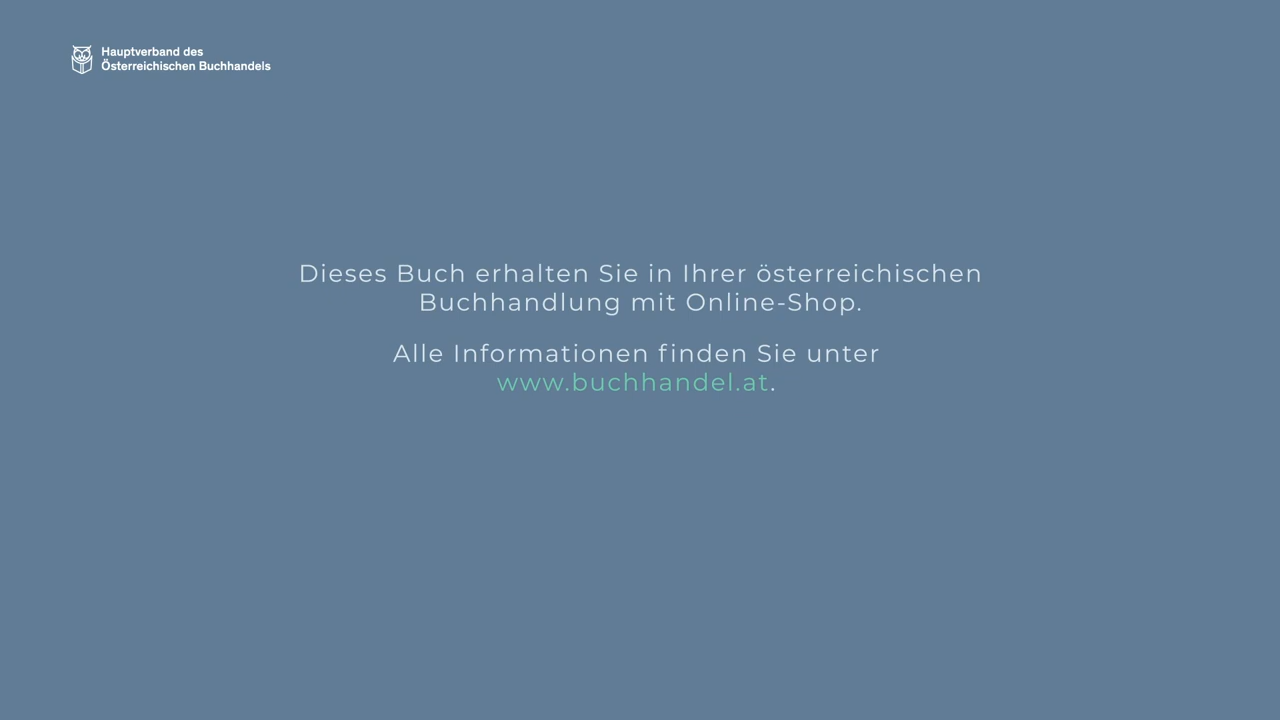 Hauptverband des
Österreichischen Buchhandels
Dieses Buch erhalten Sie in Ihrer österreichischen
Buchhandlung mit Online-Shop.
Alle Informationen finden Sie unter
www.buchhandel.at.